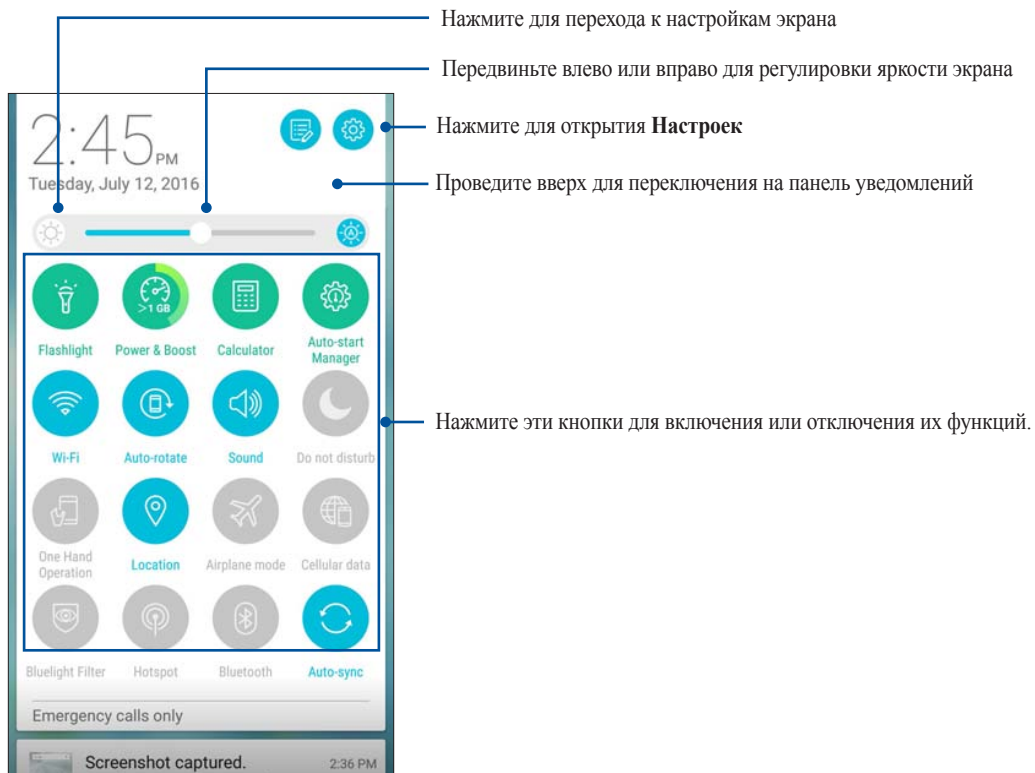 Нажмите для перехода к настройкам экрана
Передвиньте влево или вправо для регулировки яркости экрана
2:45 PM
Нажмите для открытия Настроек
Tuesday, July 12, 2016
Проведите вверх для переключения на панель уведомлений
A
>1 GB
Flashlight
Power & Boost
Calculator
Auto-start
Manager
Нажмите эти кнопки для включения или отключения их функций.
Wi-Fi
Auto-rotate
Sound
Do not disturb
One Hand
Operation
Location
Airplane mode
Cellular data
Bluelight Filter
Hotspot
Bluetooth
Auto-sync
Emergency calls only
Screenshot captured.
2:36 PM